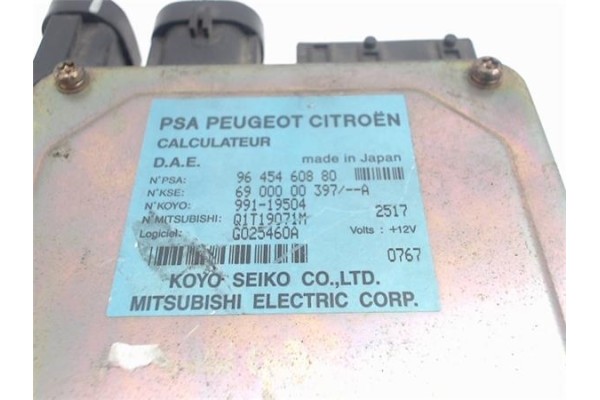 PSA PEUGEOT CITROËN
CALCULATEUR
D.A.E. made in Japan
N°PSA: 96 454 608 80
N°KSE: 69 000 00 397/--A
N°KOYO: 991-19504 2517
N°MITSUBISHI: Q1T19071M
Logiciel: G025460A Volts : +12V
0767
KOYO SEIKO CO.,LTD.
MITSUBISHI ELECTRIC CORP.